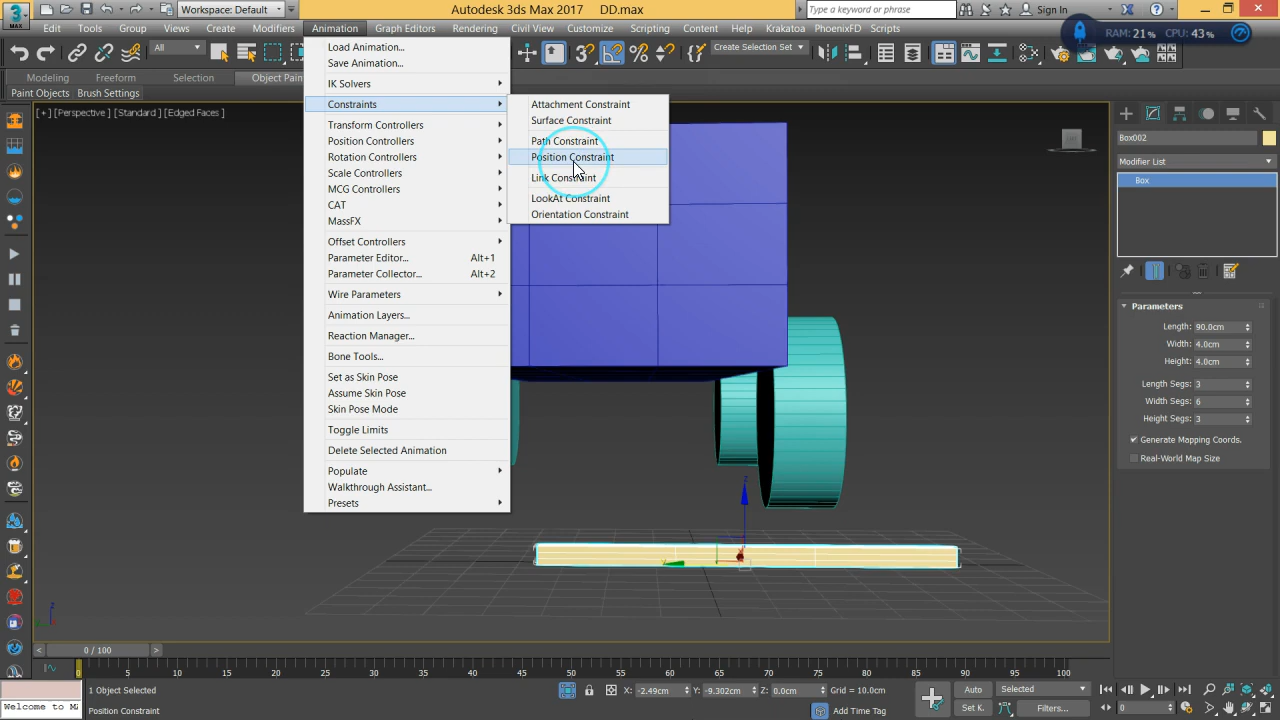 MAX
Workspace: Default
Autodesk 3ds Max 2017 DD.max
Type a keyword or phrase
Sign In
Edit Tools Group Views Create Modifiers Animation Graph Editors Rendering Civil View Customize Scripting Content Help Krakatoa PhoenixFD Scripts
RAM: 21% CPU: 43%
All
Create Selection Set
Modeling Freeform Selection Object Pain
Paint Objects Brush Settings
[+] [Perspective ] [Standard ] [Edged Faces ]
Load Animation...
Save Animation...
IK Solvers
Constraints
Transform Controllers
Position Controllers
Rotation Controllers
Scale Controllers
MCG Controllers
CAT
MassFX
Offset Controllers
Parameter Editor... Alt+1
Parameter Collector... Alt+2
Wire Parameters
Animation Layers...
Reaction Manager...
Bone Tools...
Set as Skin Pose
Assume Skin Pose
Skin Pose Mode
Toggle Limits
Delete Selected Animation
Populate
Walkthrough Assistant...
Presets
Attachment Constraint
Surface Constraint
Path Constraint
Position Constraint
Link Constraint
LookAt Constraint
Orientation Constraint
Box002
Modifier List
Box
Parameters
Length: 90.0cm
Width: 4.0cm
Height: 4.0cm
Length Segs: 3
Width Segs: 6
Height Segs: 3
Generate Mapping Coords.
Real-World Map Size
0 / 100
0 5 10 15 20 25 30 35 40 45 50 55 60 65 70 75 80 85 90 95 100
1 Object Selected
X: -2.49cm Y: -9.302cm Z: 0.0cm Grid = 10.0cm
Auto Selected
Welcome to M
Position Constraint
Add Time Tag
Set K. Filters...
0